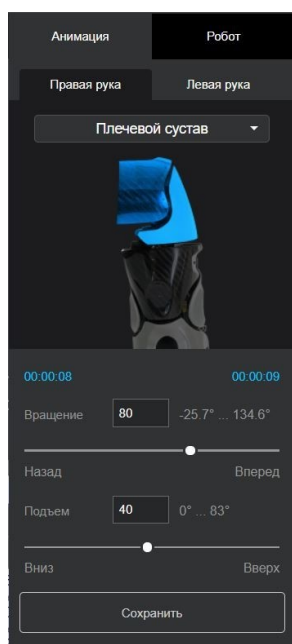 Анимация Робот
Правая рука Левая рука
Плечевой сустав
00:00:08 00:00:09
Вращение 80 -25.7° ... 134.6°
Назад Вперед
Подъем 40 0° ... 83°
Вниз Вверх
Сохранить